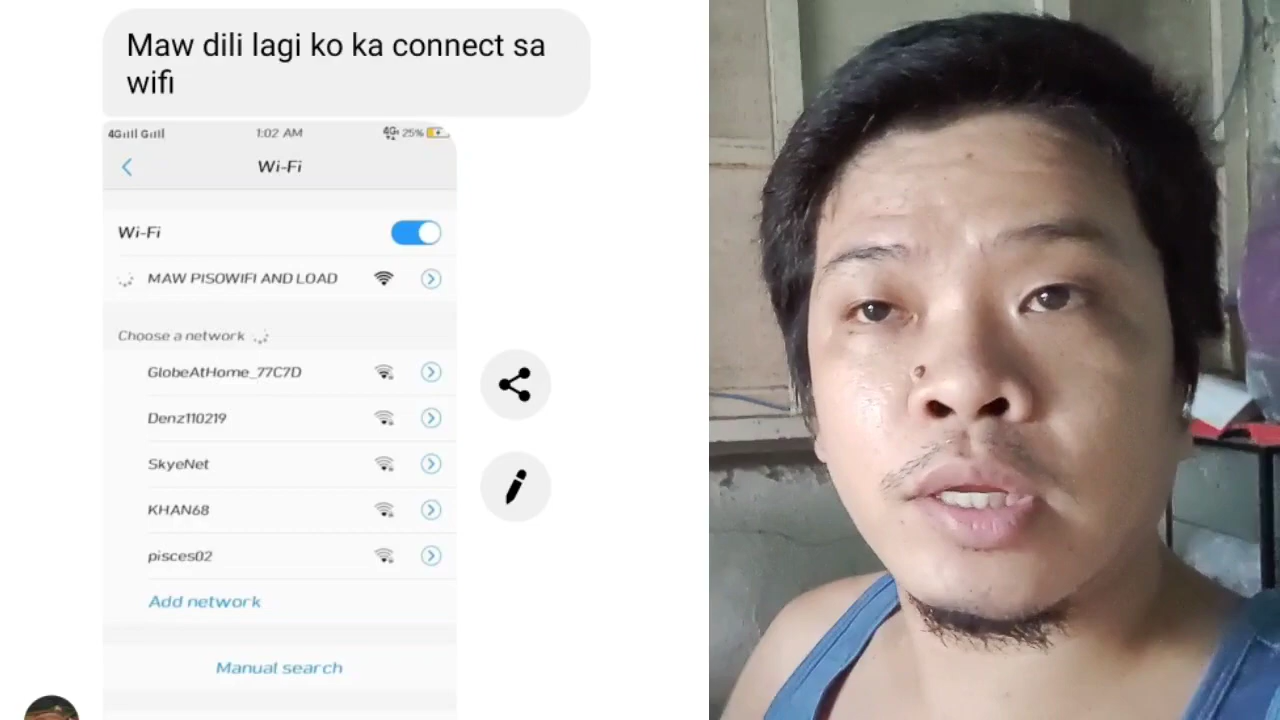 Maw dili lagi ko ka connect sa
wifi
1:02 AM
4G 25%
Wi-Fi
Wi-Fi
MAW PISOWIFI AND LOAD
Choose a network
GlobeAtHome_77C7D
Denz110219
SkyeNet
KHAN68
pisces02
Add network
Manual search